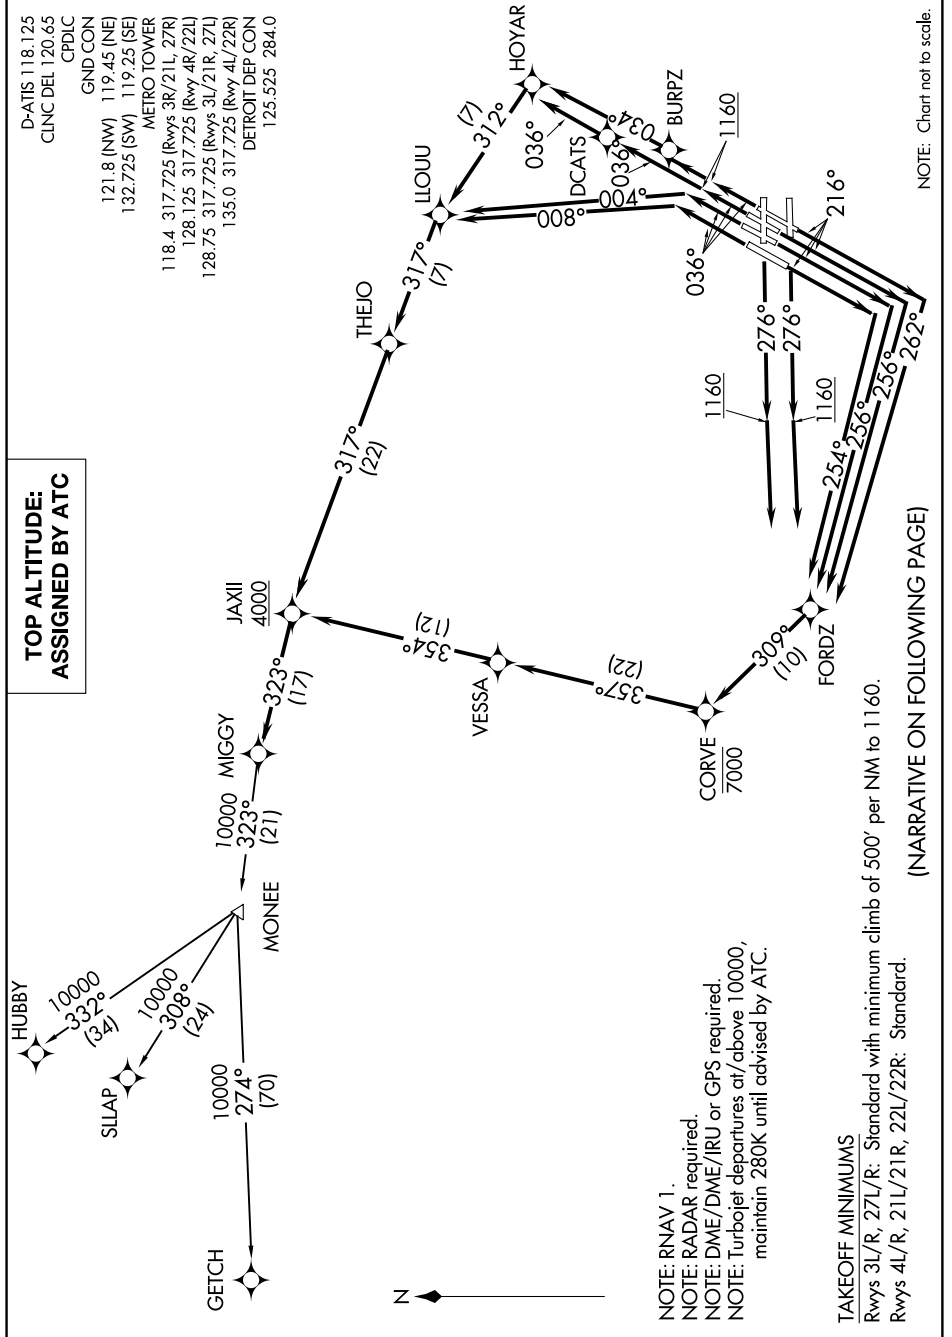 TOP ALTITUDE:
ASSIGNED BY ATC
D-ATIS 118.125
CLNC DEL 120.65
CPDLC
GND CON
121.8 (NW) 119.45 (NE)
132.725 (SW) 119.25 (SE)
METRO TOWER
118.4 317.725 (Rwys 3R/21L, 27R)
128.125 317.725 (Rwy 4R/22L)
128.75 317.725 (Rwys 3L/21R, 27L)
135.0 317.725 (Rwy 4L/22R)
DETROIT DEP CON
125.525 284.0
HUBBY
10000
332°
(34)
SLLAP
10000
308°
(24)
GETCH
10000
274°
(70)
MONEE
10000
323°
(21)
MIGGY
323°
(17)
JAXII
4000
317°
(22)
THEJO
317°
(7)
LLOUU
312°
(7)
HOYAR
036°
034°
DCATS
036°
BURPZ
1160
004°
008°
036°
216°
276°
276°
1160
1160
262°
256°
256°
254°
FORDZ
309°
(10)
CORVE
7000
357°
(22)
VESSA
354°
(12)
N
NOTE: RNAV 1.
NOTE: RADAR required.
NOTE: DME/DME/IRU or GPS required.
NOTE: Turbojet departures at/above 10000,
maintain 280K until advised by ATC.
TAKEOFF MINIMUMS
Rwys 3L/R, 27L/R: Standard with minimum climb of 500' per NM to 1160.
Rwys 4L/R, 21L/21R, 22L/22R: Standard.
(NARRATIVE ON FOLLOWING PAGE)
NOTE: Chart not to scale.